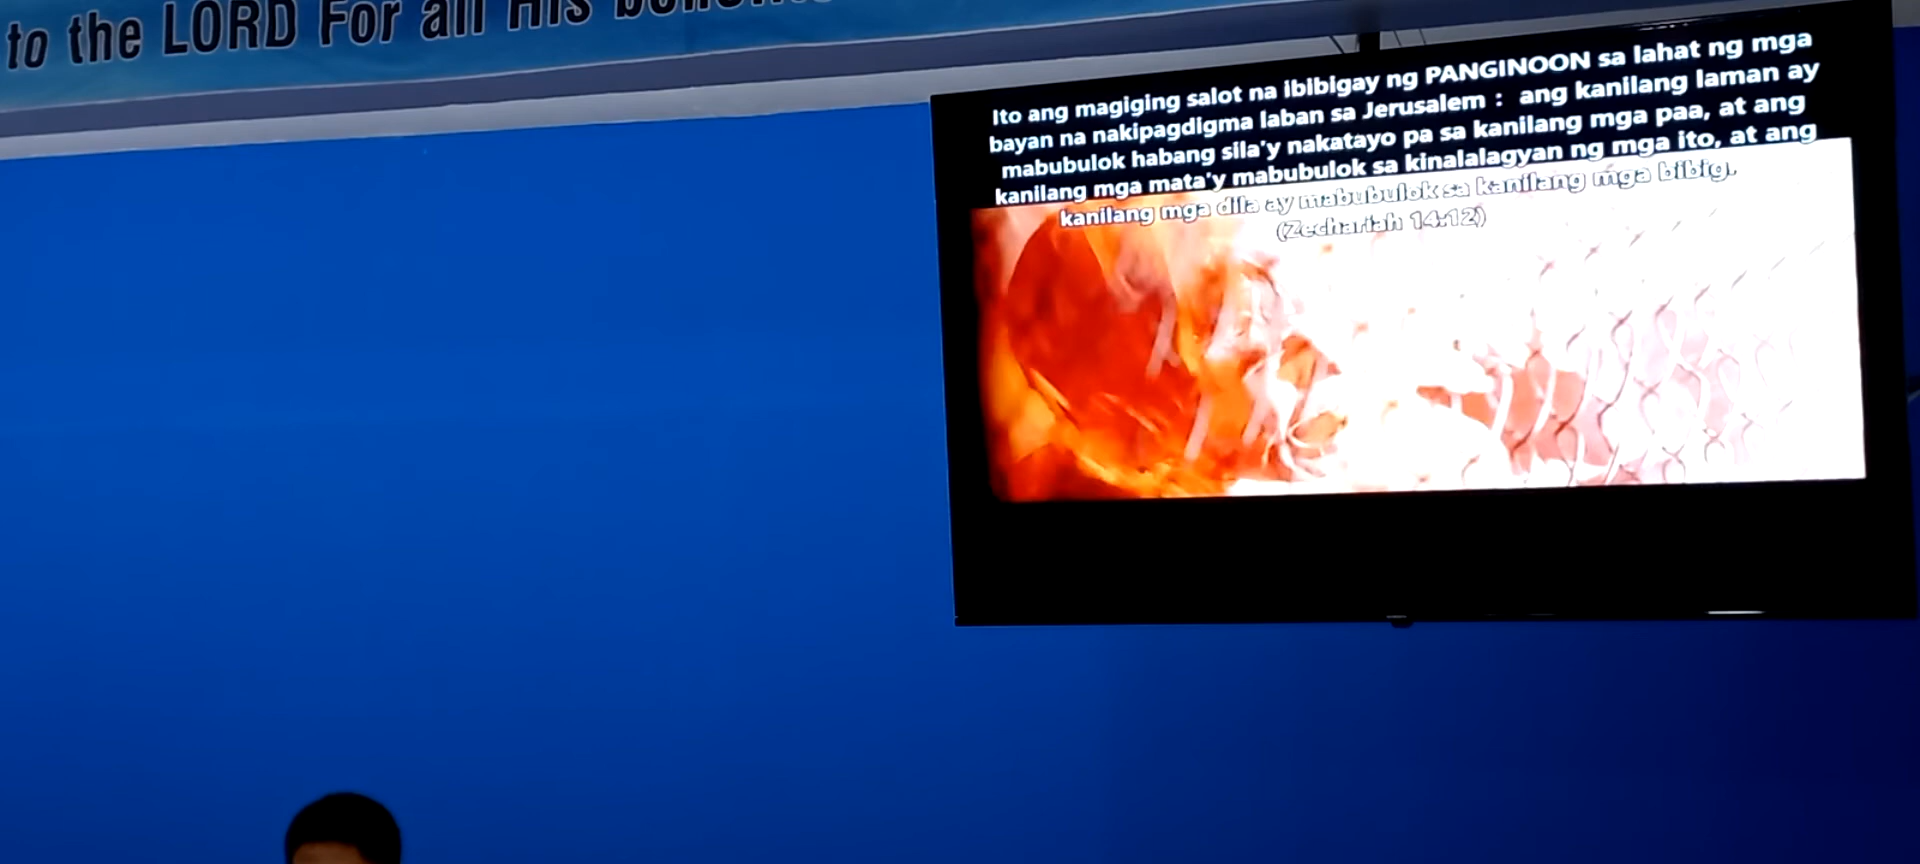 to the LORD For all His
Ito ang magiging salot na ibibigay ng PANGINOON sa lahat ng mga
bayan na nakipagdigma laban sa Jerusalem : ang kanilang laman ay
mabubulok habang sila'y nakatayo pa sa kanilang mga paa, at ang
kanilang mga mata'y mabubulok sa kinalalagyan ng mga ito, at ang
kanilang mga dila ay mabubulok sa kanilang mga bibig.
(Zechariah 14:12)